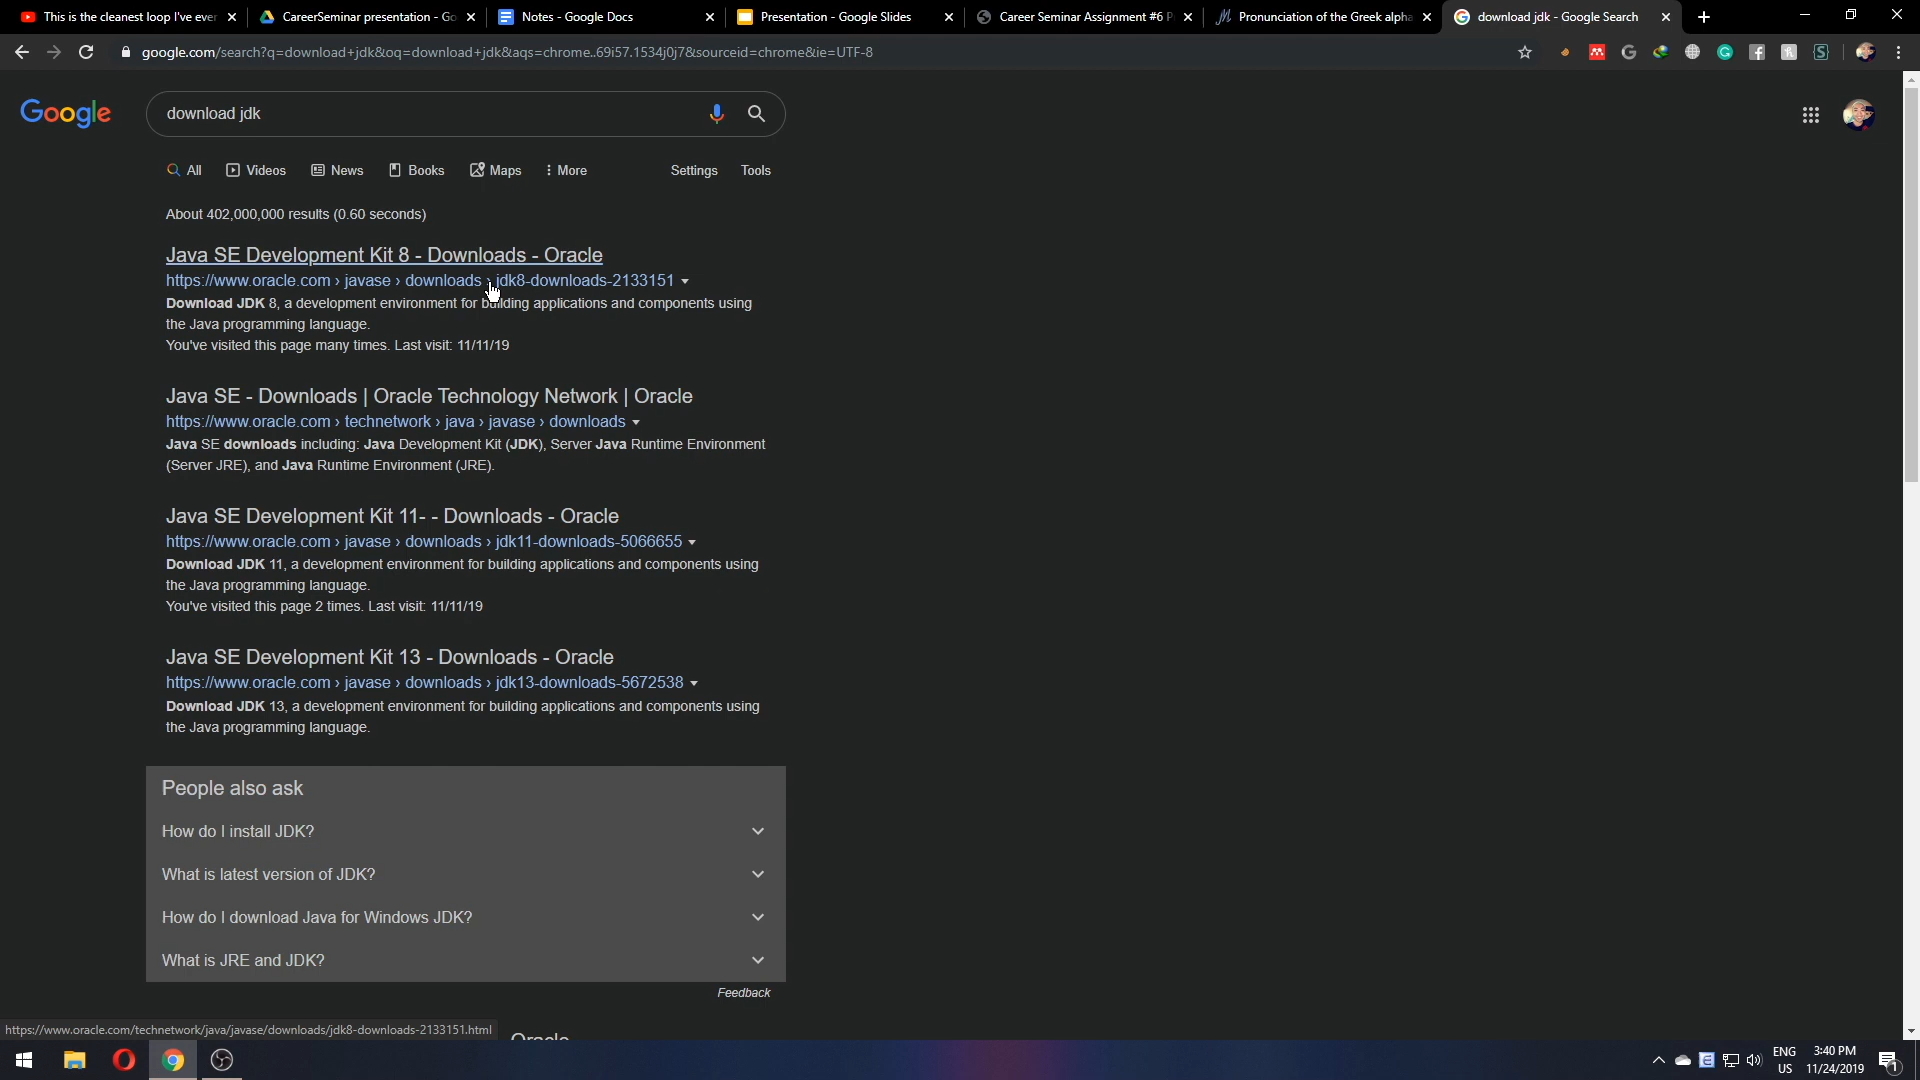 This is the cleanest loop I've ever
CareerSeminar presentation - Go
Notes - Google Docs
Presentation - Google Slides
Career Seminar Assignment #6 P
Pronunciation of the Greek alpha
download jdk - Google Search
google.com/search?q=download+jdk&oq=download+jdk&aqs=chrome..69i57.1534j0j7&sourceid=chrome&ie=UTF-8
Google
download jdk
All Videos News Books Maps More Settings Tools
About 402,000,000 results (0.60 seconds)
Java SE Development Kit 8 - Downloads - Oracle
https://www.oracle.com › javase › downloads › jdk8-downloads-2133151
Download JDK 8, a development environment for building applications and components using
the Java programming language.
You've visited this page many times. Last visit: 11/11/19
Java SE - Downloads | Oracle Technology Network | Oracle
https://www.oracle.com › technetwork › java › javase › downloads
Java SE downloads including: Java Development Kit (JDK), Server Java Runtime Environment
(Server JRE), and Java Runtime Environment (JRE).
Java SE Development Kit 11- - Downloads - Oracle
https://www.oracle.com › javase › downloads › jdk11-downloads-5066655
Download JDK 11, a development environment for building applications and components using
the Java programming language.
You've visited this page 2 times. Last visit: 11/11/19
Java SE Development Kit 13 - Downloads - Oracle
https://www.oracle.com › javase › downloads › jdk13-downloads-5672538
Download JDK 13, a development environment for building applications and components using
the Java programming language.
People also ask
How do I install JDK?
What is latest version of JDK?
How do I download Java for Windows JDK?
What is JRE and JDK?
Feedback
https://www.oracle.com/technetwork/java/javase/downloads/jdk8-downloads-2133151.html
Oracle
ENG
US
3:40 PM
11/24/2019
1